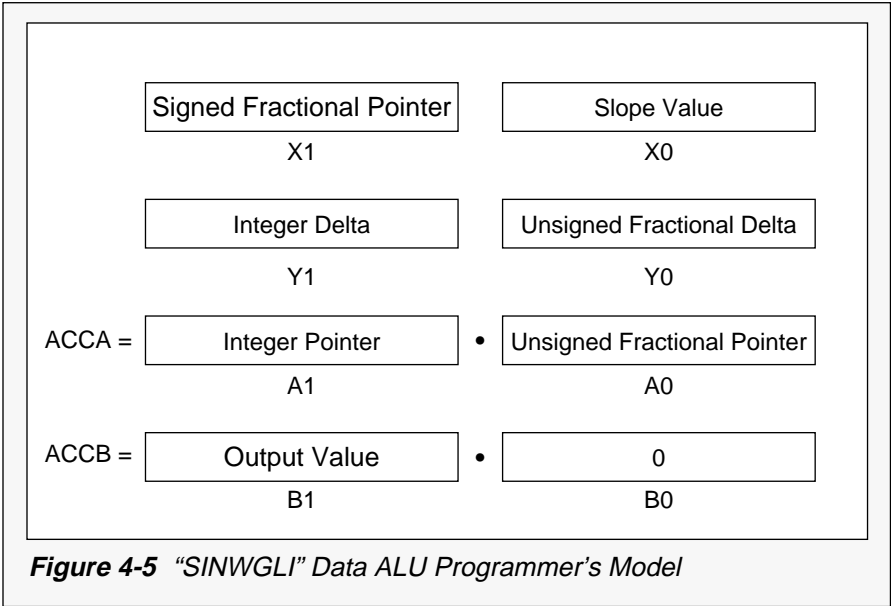 Signed Fractional Pointer Slope Value
X1 X0
Integer Delta Unsigned Fractional Delta
Y1 Y0
ACCA = Integer Pointer • Unsigned Fractional Pointer
A1 A0
ACCB = Output Value • 0
B1 B0
Figure 4-5 “SINWGLI” Data ALU Programmer’s Model